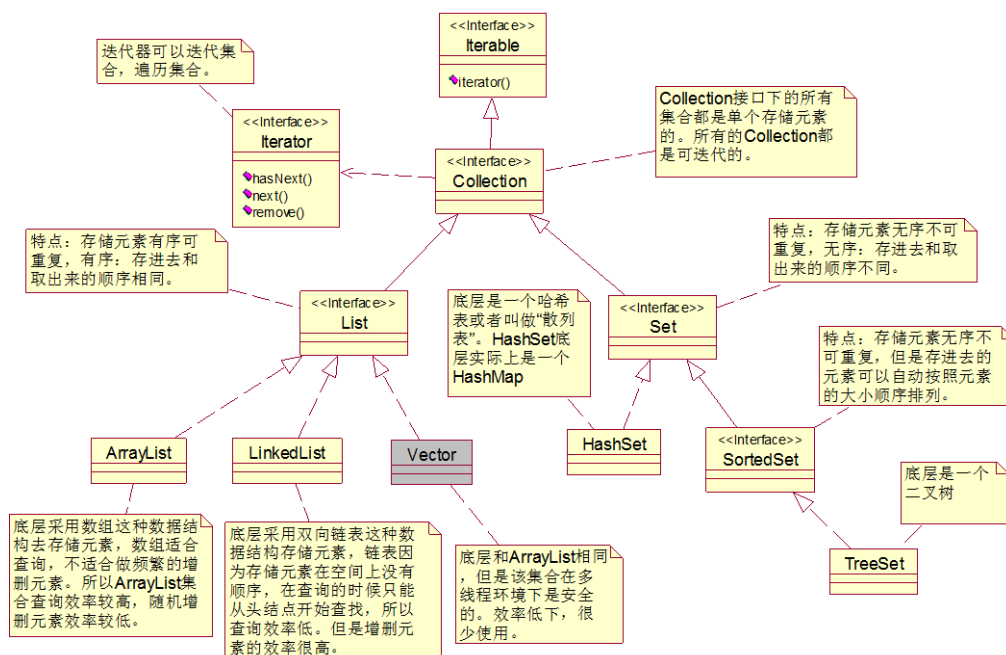 <<Interface>>
Iterable
iterator()
迭代器可以迭代集
合，遍历集合。
<<Interface>>
Iterator
hasNext()
next()
remove()
<<Interface>>
Collection
Collection接口下的所有
集合都是单个存储元素
的。所有的Collection都
是可迭代的。
特点：存储元素有序可
重复，有序：存进去和
取出来的顺序相同。
<<Interface>>
List
底层是一个哈希
表或者叫做“散列
表”。HashSet底
层实际上是一个
HashMap
<<Interface>>
Set
特点：存储元素无序不可
重复，无序：存进去和取
出来的顺序不同。
特点：存储元素无序不
可重复，但是存进去的
元素可以自动按照元素
的大小顺序排列。
ArrayList
LinkedList
Vector
HashSet
<<Interface>>
SortedSet
底层是一个
二叉树
TreeSet
底层采用数组这种数据结
构去存储元素，数组适合
查询，不适合做频繁的增
删元素。所以ArrayList集
合查询效率较高，随机增
删元素效率较低。
底层采用双向链表这种数
据结构存储元素，链表因
为存储元素在空间上没有
顺序，在查询的时候只能
从头结点开始查找，所以
查询效率低。但是增删元
素的效率很高。
底层和ArrayList相同
，但是该集合在多
线程环境下是安全
的。效率低下，很
少使用。